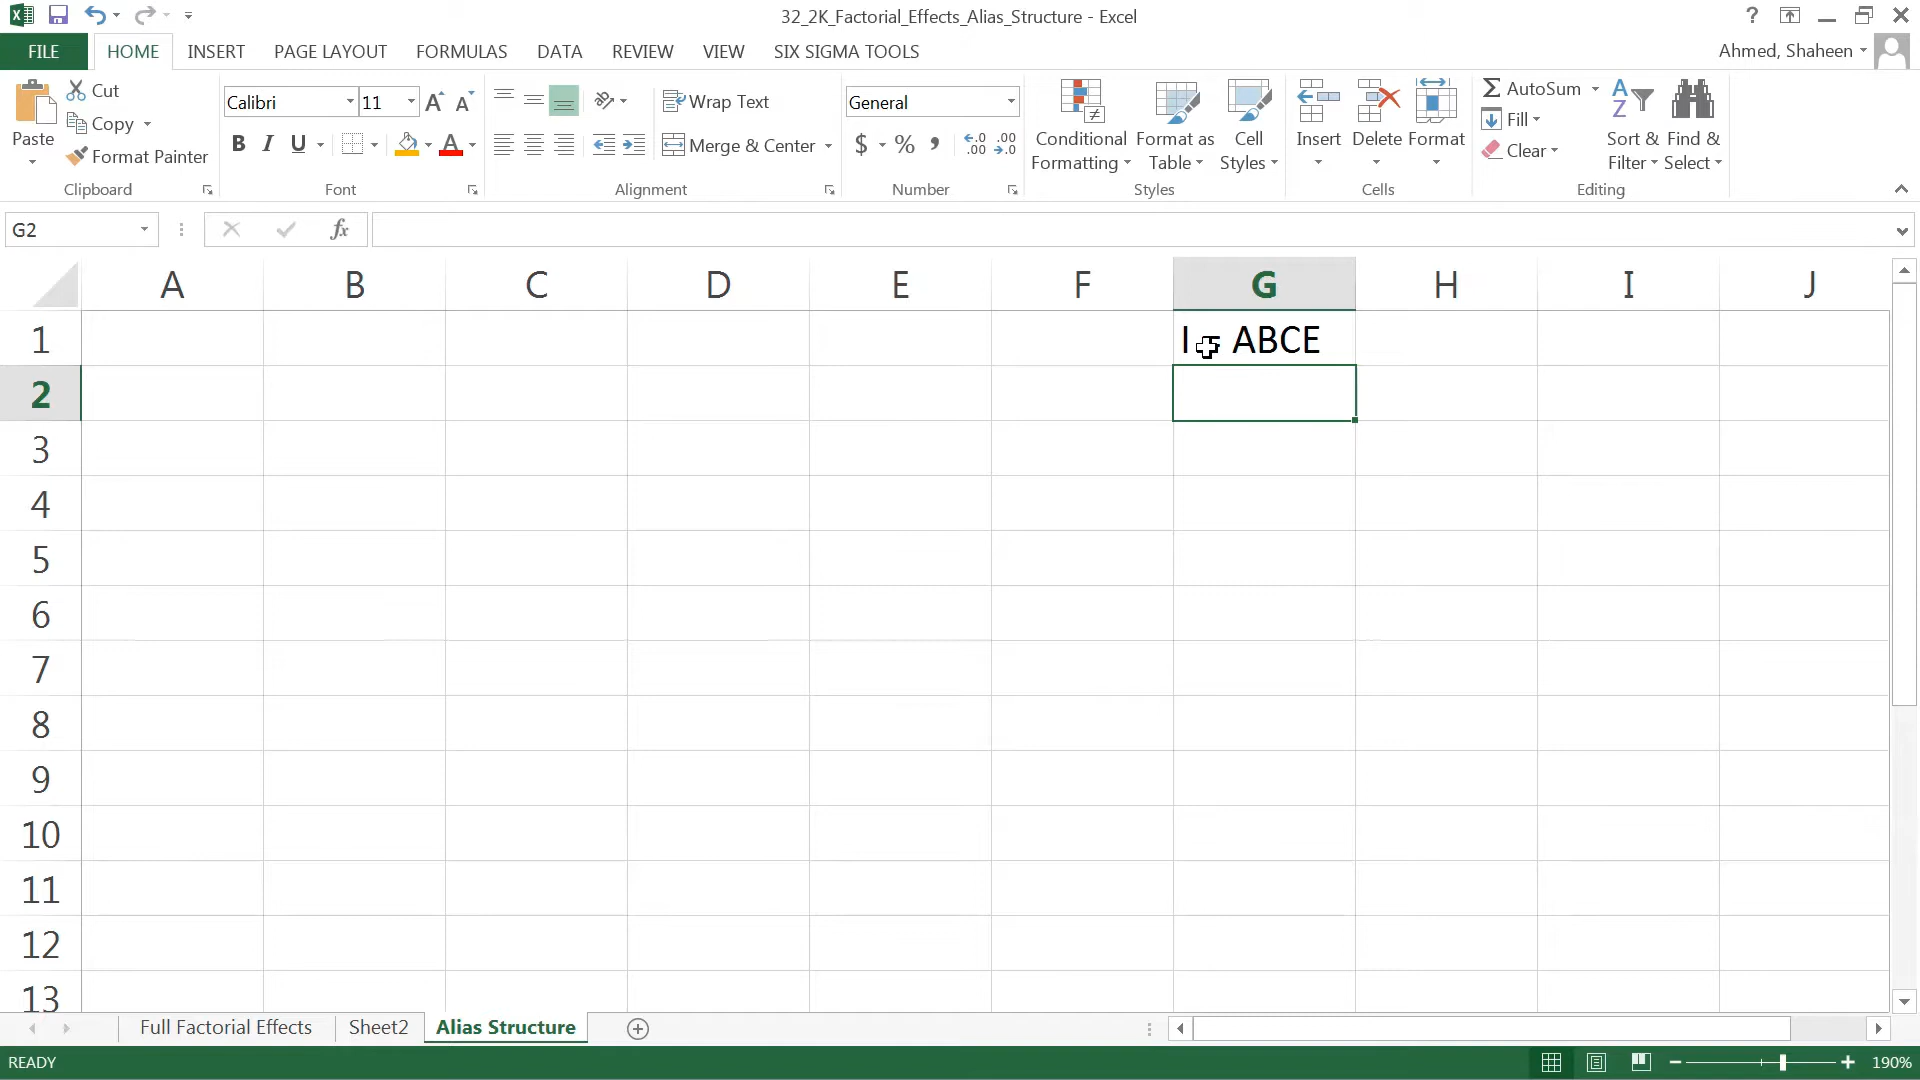 32_2K_Factorial_Effects_Alias_Structure - Excel
?
FILE HOME INSERT PAGE LAYOUT FORMULAS DATA REVIEW VIEW SIX SIGMA TOOLS
Ahmed, Shaheen
Paste
Cut
Copy
Format Painter
Clipboard
Calibri 11
B I U
Font
Wrap Text
Merge & Center
Alignment
General
$ % ,
Number
Conditional Formatting
Format as Table
Cell Styles
Styles
Insert
Delete
Format
Cells
AutoSum
Fill
Clear
Sort & Filter
Find & Select
Editing
G2
fx
A B C D E F G H I J
1 I = ABCE
2
3
4
5
6
7
8
9
10
11
12
13
Full Factorial Effects Sheet2 Alias Structure
READY
190%